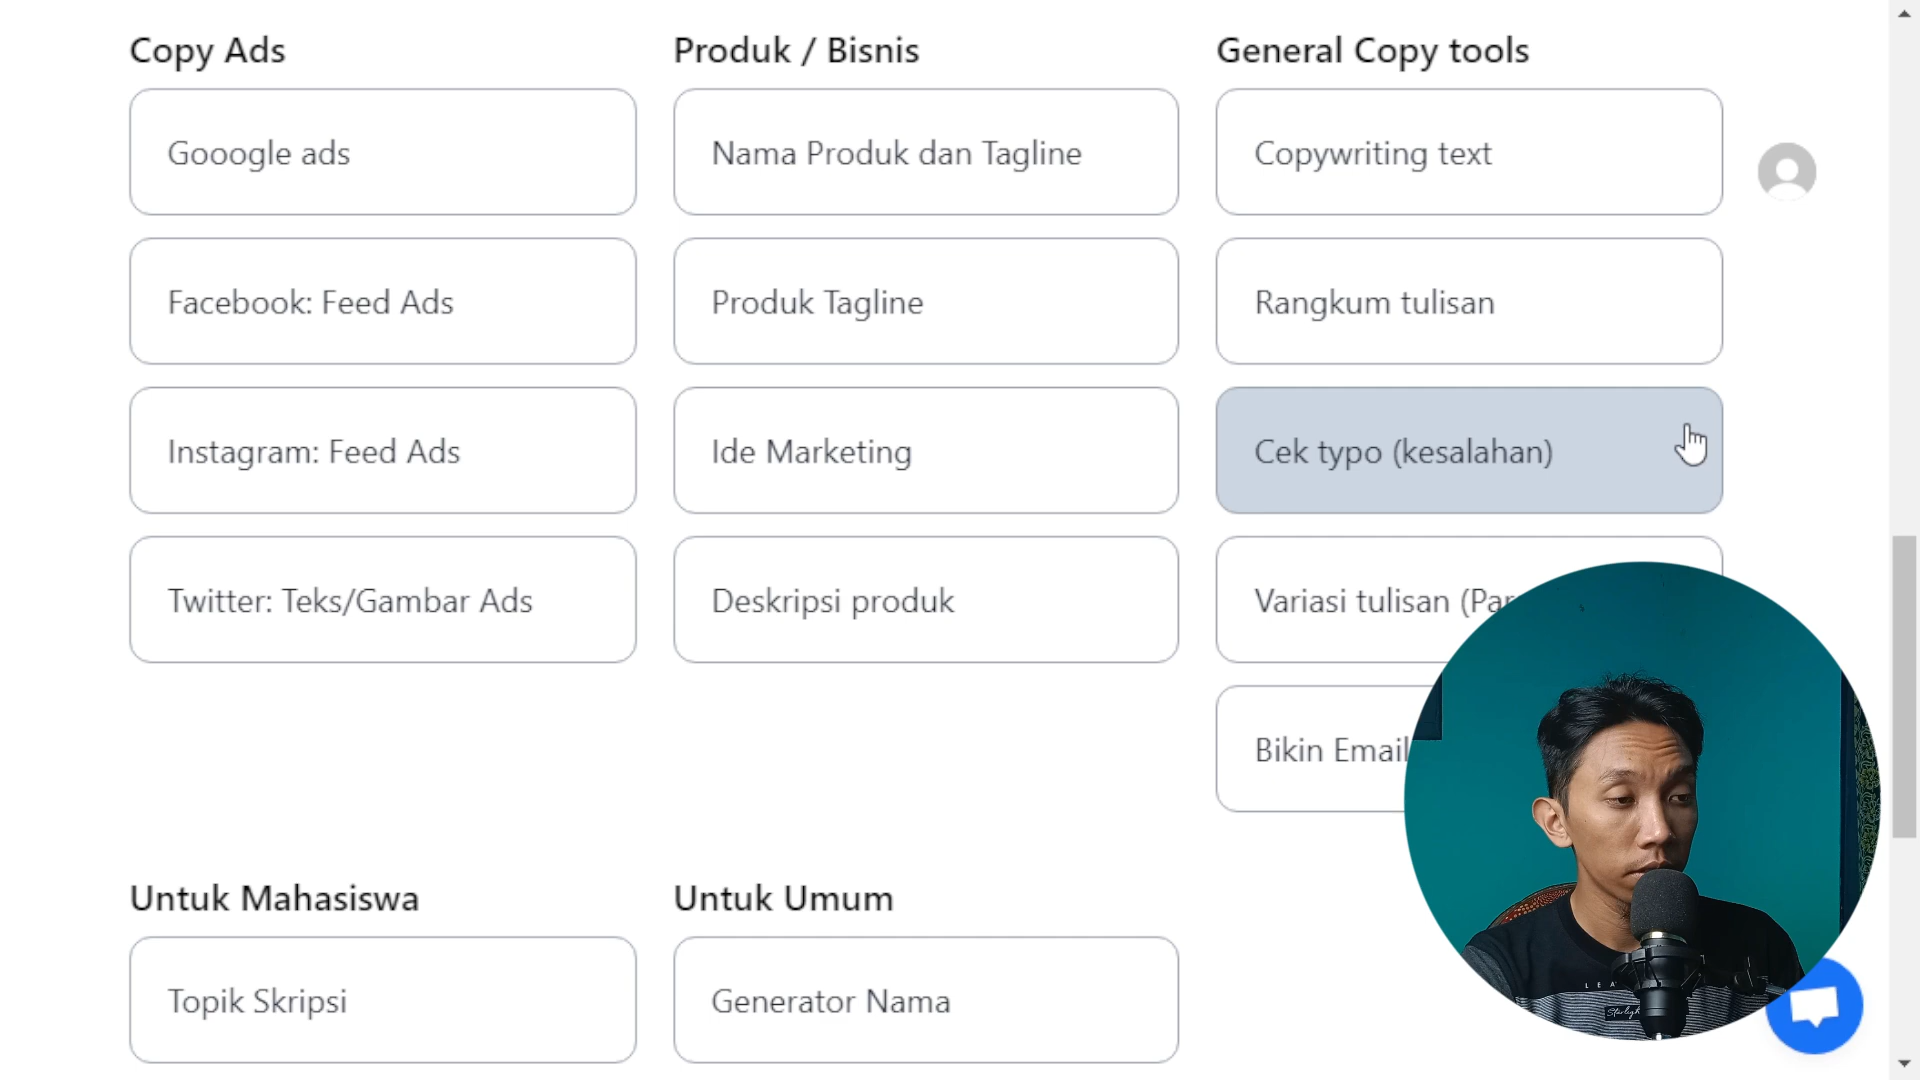 Copy Ads
Gooogle ads
Facebook: Feed Ads
Instagram: Feed Ads
Twitter: Teks/Gambar Ads
Produk / Bisnis
Nama Produk dan Tagline
Produk Tagline
Ide Marketing
Deskripsi produk
General Copy tools
Copywriting text
Rangkum tulisan
Cek typo (kesalahan)
Variasi tulisan
Bikin Email
Untuk Mahasiswa
Topik Skripsi
Untuk Umum
Generator Nama